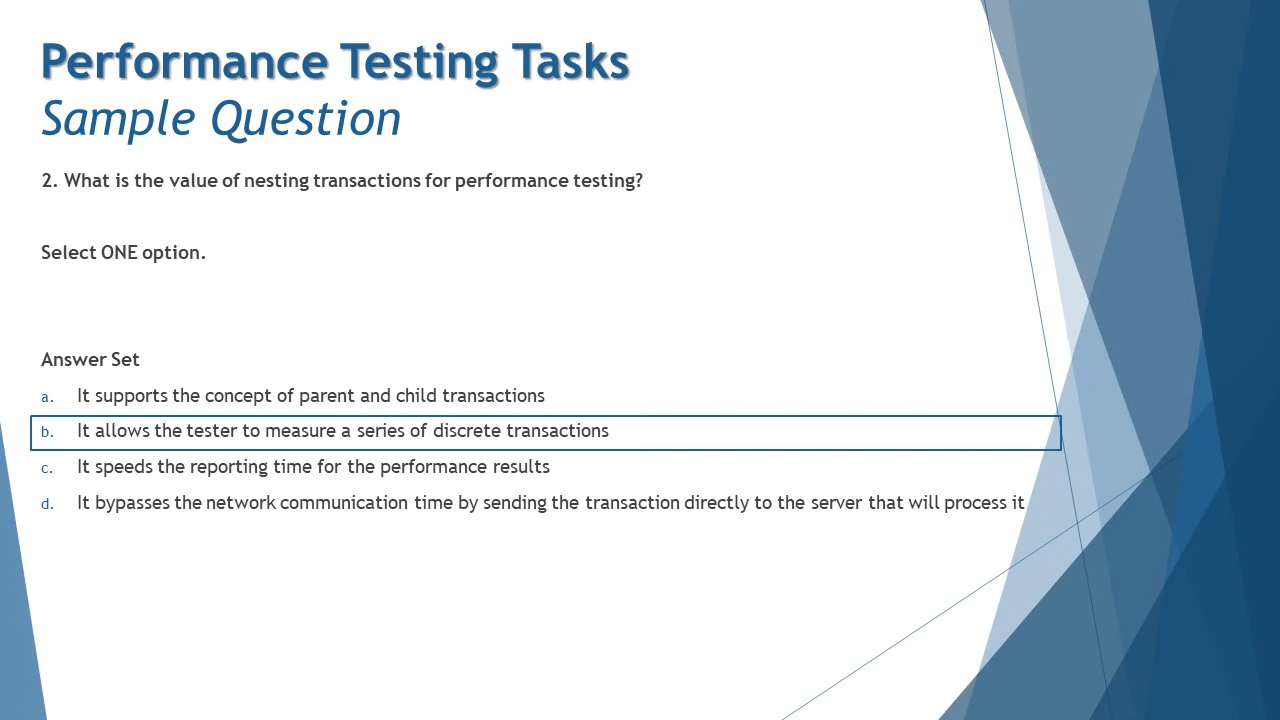 Performance Testing Tasks
Sample Question
2. What is the value of nesting transactions for performance testing?
Select ONE option.
Answer Set
a. It supports the concept of parent and child transactions
b. It allows the tester to measure a series of discrete transactions
c. It speeds the reporting time for the performance results
d. It bypasses the network communication time by sending the transaction directly to the server that will process it